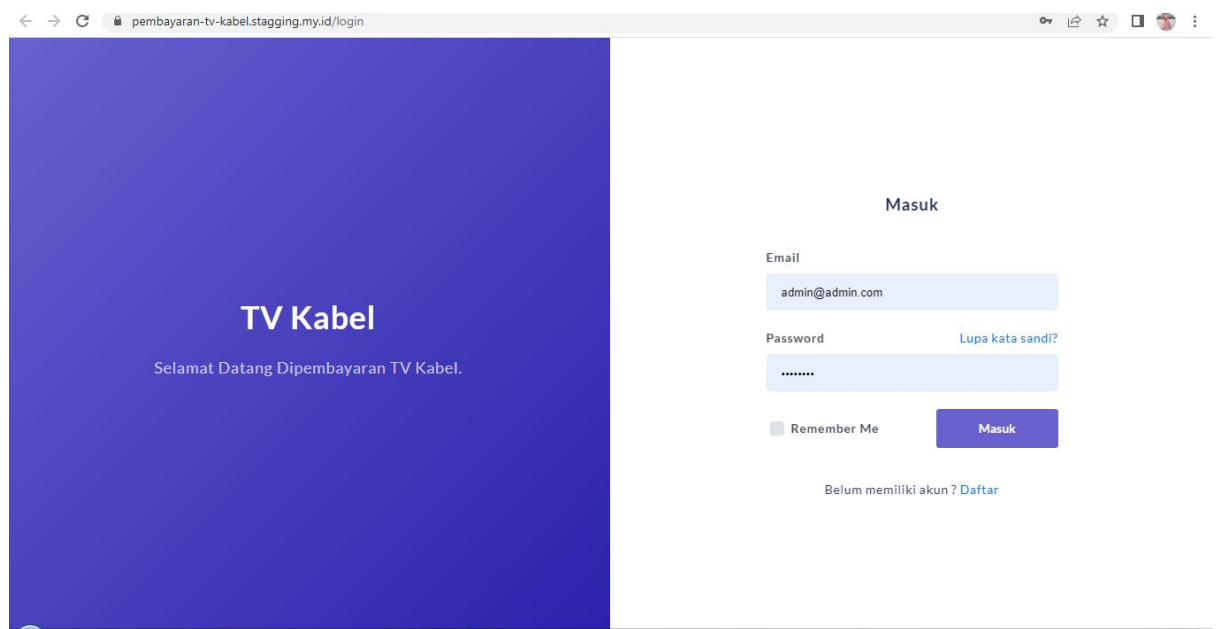 pembayaran-tv-kabel.stagging.my.id/login
TV Kabel
Selamat Datang Dipembayaran TV Kabel.
Masuk
Email
admin@admin.com
Password Lupa kata sandi?
••••••••
Remember Me Masuk
Belum memiliki akun ? Daftar